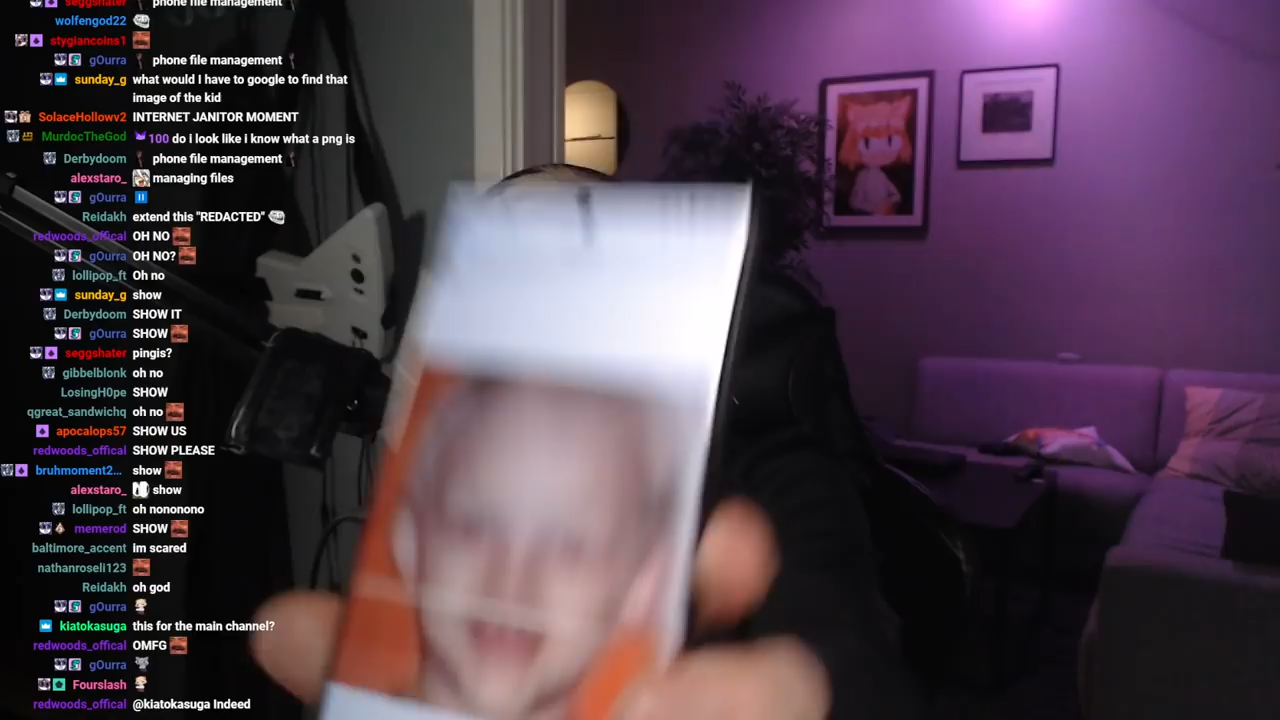 seggshater phone file management
wolfengod22
styglancoins1
gOurra phone file management
sunday_g what would I have to google to find that
image of the kid
SolaceHollowv2 INTERNET JANITOR MOMENT
MurdocTheGod 100 do i look like i know what a png is
Derbydoom phone file management
alexstaro_ managing files
gOurra
Reidakh extend this "REDACTED"
redwoods_offical OH NO
gOurra OH NO?
lollipop_ft Oh no
sunday_g show
Derbydoom SHOW IT
gOurra SHOW
seggshater pingis?
gibbelblonk oh no
LosingH0pe SHOW
qgreat_sandwichq oh no
apocalops57 SHOW US
redwoods_offical SHOW PLEASE
bruhmoment2... show
alexstaro_ show
lollipop_ft oh nononono
memerod SHOW
baltimore_accent im scared
nathanroseli123
Reidakh oh god
gOurra
kiatokasuga this for the main channel?
redwoods_offical OMFG
gOurra
Fourslash
redwoods_offical @kiatokasuga Indeed